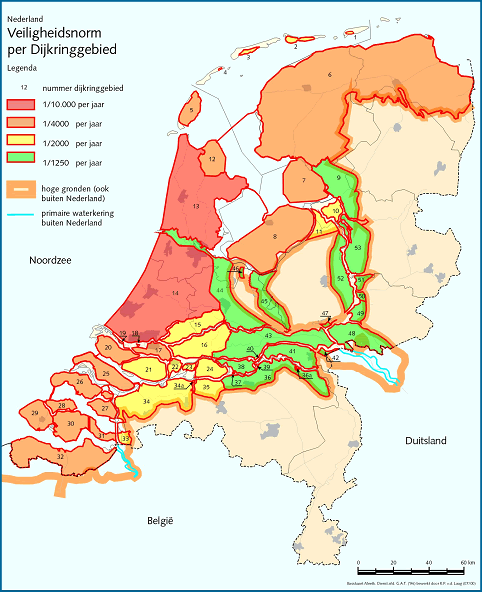 Nederland
Veiligheidsnorm
per Dijkringgebied
Legenda
12 nummer dijkringgebied
1/10.000 per jaar
1/4000 per jaar
1/2000 per jaar
1/1250 per jaar
hoge gronden (ook
buiten Nederland)
primaire waterkering
buiten Nederland
Noordzee
Duitsland
België
1
2
3
4
5
6
7
8
9
10
11
12
13
14
15
16
17
18
19
20
21
22
23
24
25
26
27
28
29
30
31
32
33
34
34a
35
36
36a
37
38
39
40
41
42
43
44
45
46
47
48
49
50
51
52
53
0 20 40 60 km